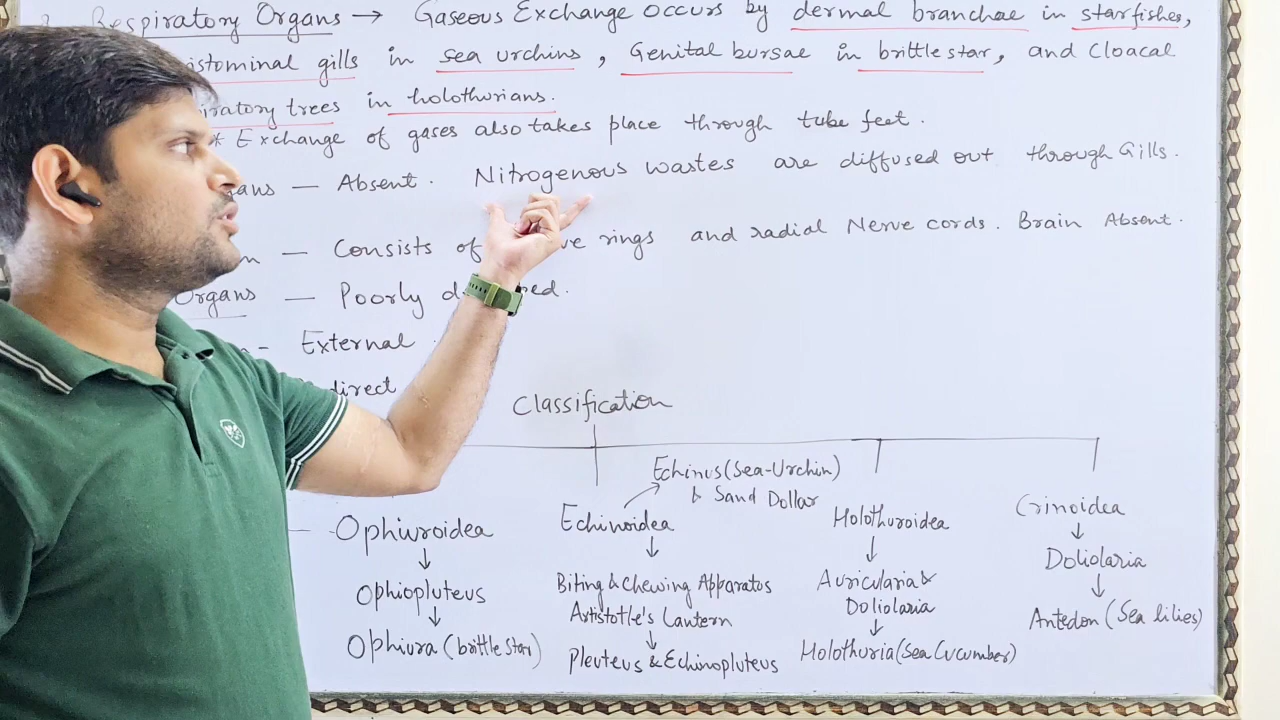 Respiratory Organs → Gaseous Exchange occurs by dermal branchae in starfishes,
istominal gills in sea urchins, Genital bursae in brittle star, and Cloacal
iratory trees in holothurians.
* Exchange of gases also takes place through tube feet.
gans — Absent. Nitrogenous wastes are diffused out through Gills.
— Consists of ve rings and radial Nerve cords. Brain Absent.
Organs — Poorly d ed.
- External
direct
Classification
Echinus (Sea-Urchin)
& Sand Dollar
Ophiuroidea Echinoidea Holothuroidea Crinoidea
↓ ↓ ↓ ↓
Ophiopluteus Biting & Chewing Apparatos Auricularia & Doliolaria
Aristotle's Lantern Doliolaria
↓ ↓ ↓ ↓
Ophiura (brittle Star) Pleuteus & Echinopluteus Holothuria (Sea Cucumber) Antedon (Sea lilies)